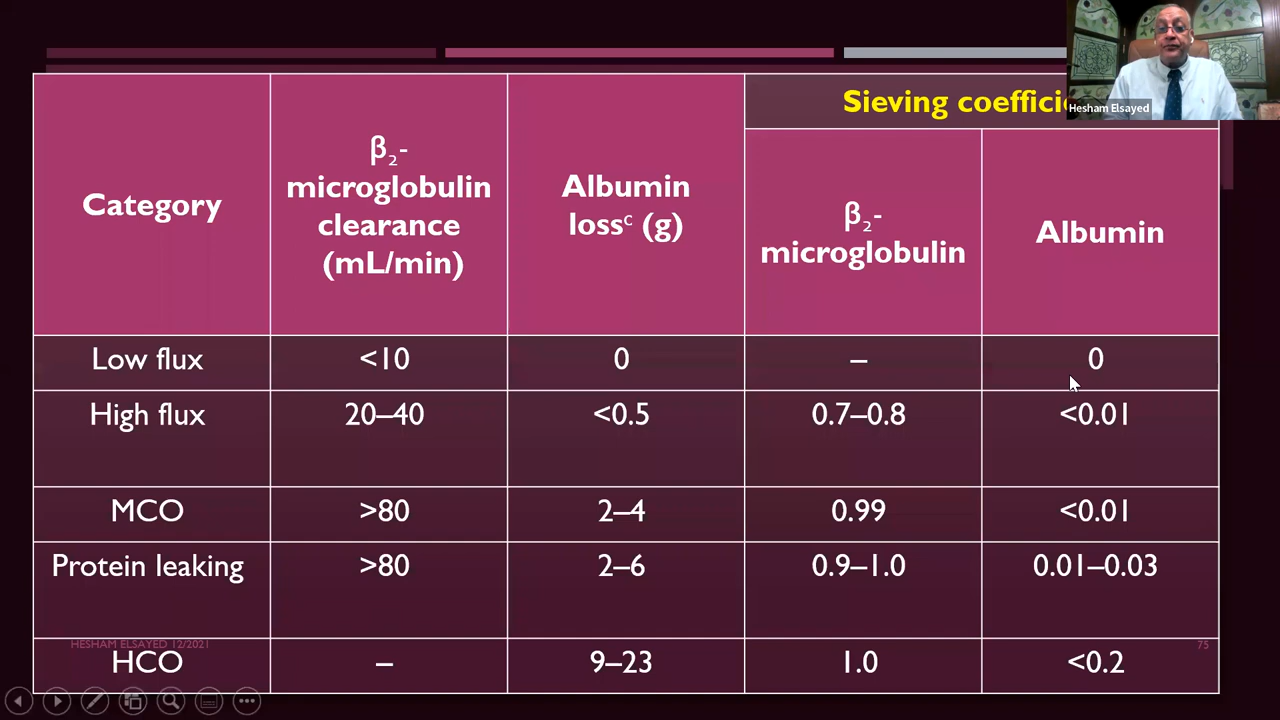 Sieving coeffici
Hesham Elsayed
Category
β₂-
microglobulin
clearance
(mL/min)
Albumin
lossᶜ (g)
β₂-
microglobulin
Albumin
Low flux
<10
0
–
0
High flux
20–40
<0.5
0.7–0.8
<0.01
MCO
>80
2–4
0.99
<0.01
Protein leaking
>80
2–6
0.9–1.0
0.01–0.03
HESHAM ELSAYED 12/2021
75
HCO
–
9–23
1.0
<0.2